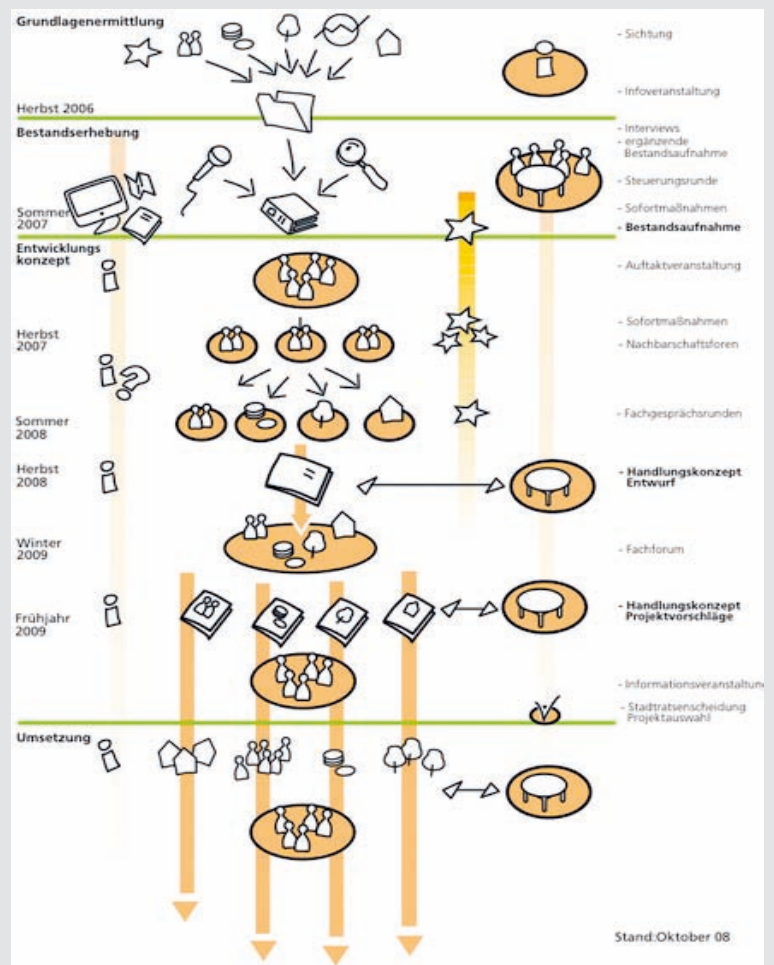 Grundlagenermittlung
- Sichtung
- Infoveranstaltung
Herbst 2006
Bestandserhebung
- Interviews
- ergänzende
Bestandsaufnahme
- Steuerungsrunde
- Sofortmaßnahmen
Sommer
2007
- Bestandsaufnahme
Entwicklungs
konzept
- Auftaktveranstaltung
Herbst
2007
- Sofortmaßnahmen
- Nachbarschaftsforen
Sommer
2008
- Fachgesprächsrunden
Herbst
2008
- Handlungskonzept
Entwurf
Winter
2009
- Fachforum
Frühjahr
2009
- Handlungskonzept
Projektvorschläge
- Informationsveranstaltung
- Stadtratsentscheidung
Projektauswahl
Umsetzung
Stand:Oktober 08